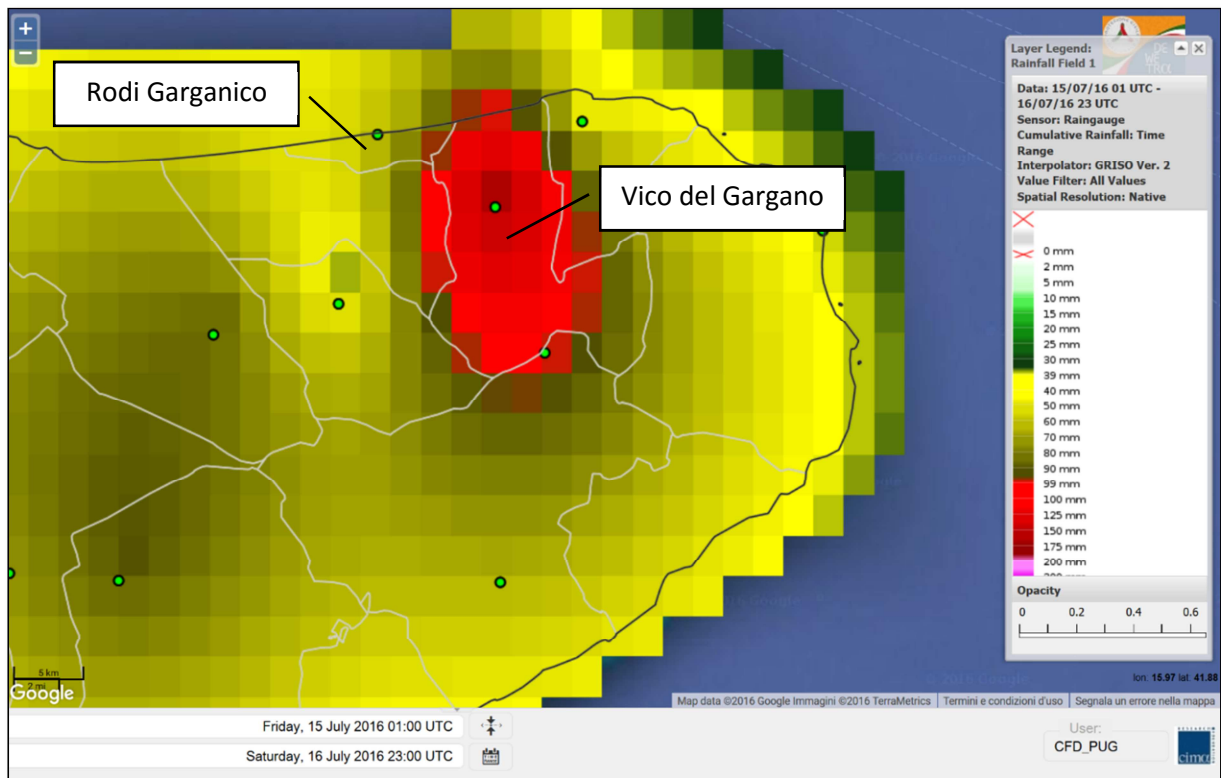 +
−
Rodi Garganico
Vico del Gargano
Layer Legend:
Rainfall Field 1
Data: 15/07/16 01 UTC -
16/07/16 23 UTC
Sensor: Raingauge
Cumulative Rainfall: Time
Range
Interpolator: GRISO Ver. 2
Value Filter: All Values
Spatial Resolution: Native
0 mm
2 mm
5 mm
10 mm
15 mm
20 mm
25 mm
30 mm
39 mm
40 mm
50 mm
60 mm
70 mm
80 mm
90 mm
99 mm
100 mm
125 mm
150 mm
175 mm
200 mm
Opacity
0 0.2 0.4 0.6
5 km
2 mi
Google
lon: 15.97 lat: 41.88
Map data ©2016 Google Immagini ©2016 TerraMetrics
Termini e condizioni d'uso
Segnala un errore nella mappa
Friday, 15 July 2016 01:00 UTC
Saturday, 16 July 2016 23:00 UTC
User:
CFD_PUG
cima